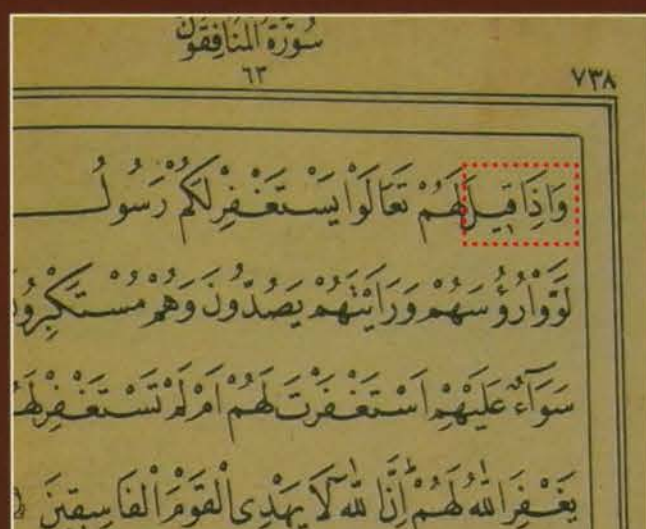 سُورَةُ المُنَافِقُونَ
٦٣
٧٣٨
وَاِذَا قِيلَ لَهُمْ تَعَالَوْا يَسْتَغْفِرْ لَكُمْ رَسُولُ
لَوَّوْا رُؤُسَهُمْ وَرَاَيْتَهُمْ يَصُدُّونَ وَهُمْ مُسْتَكْبِرُونَ
سَوَآءٌ عَلَيْهِمْ اَسْتَغْفَرْتَ لَهُمْ اَمْ لَمْ تَسْتَغْفِرْ لَهُ
يَغْفِرَ اللّٰهُ لَهُمْ اِنَّ اللّٰهَ لَا يَهْدِي الْقَوْمَ الْفَاسِقِينَ